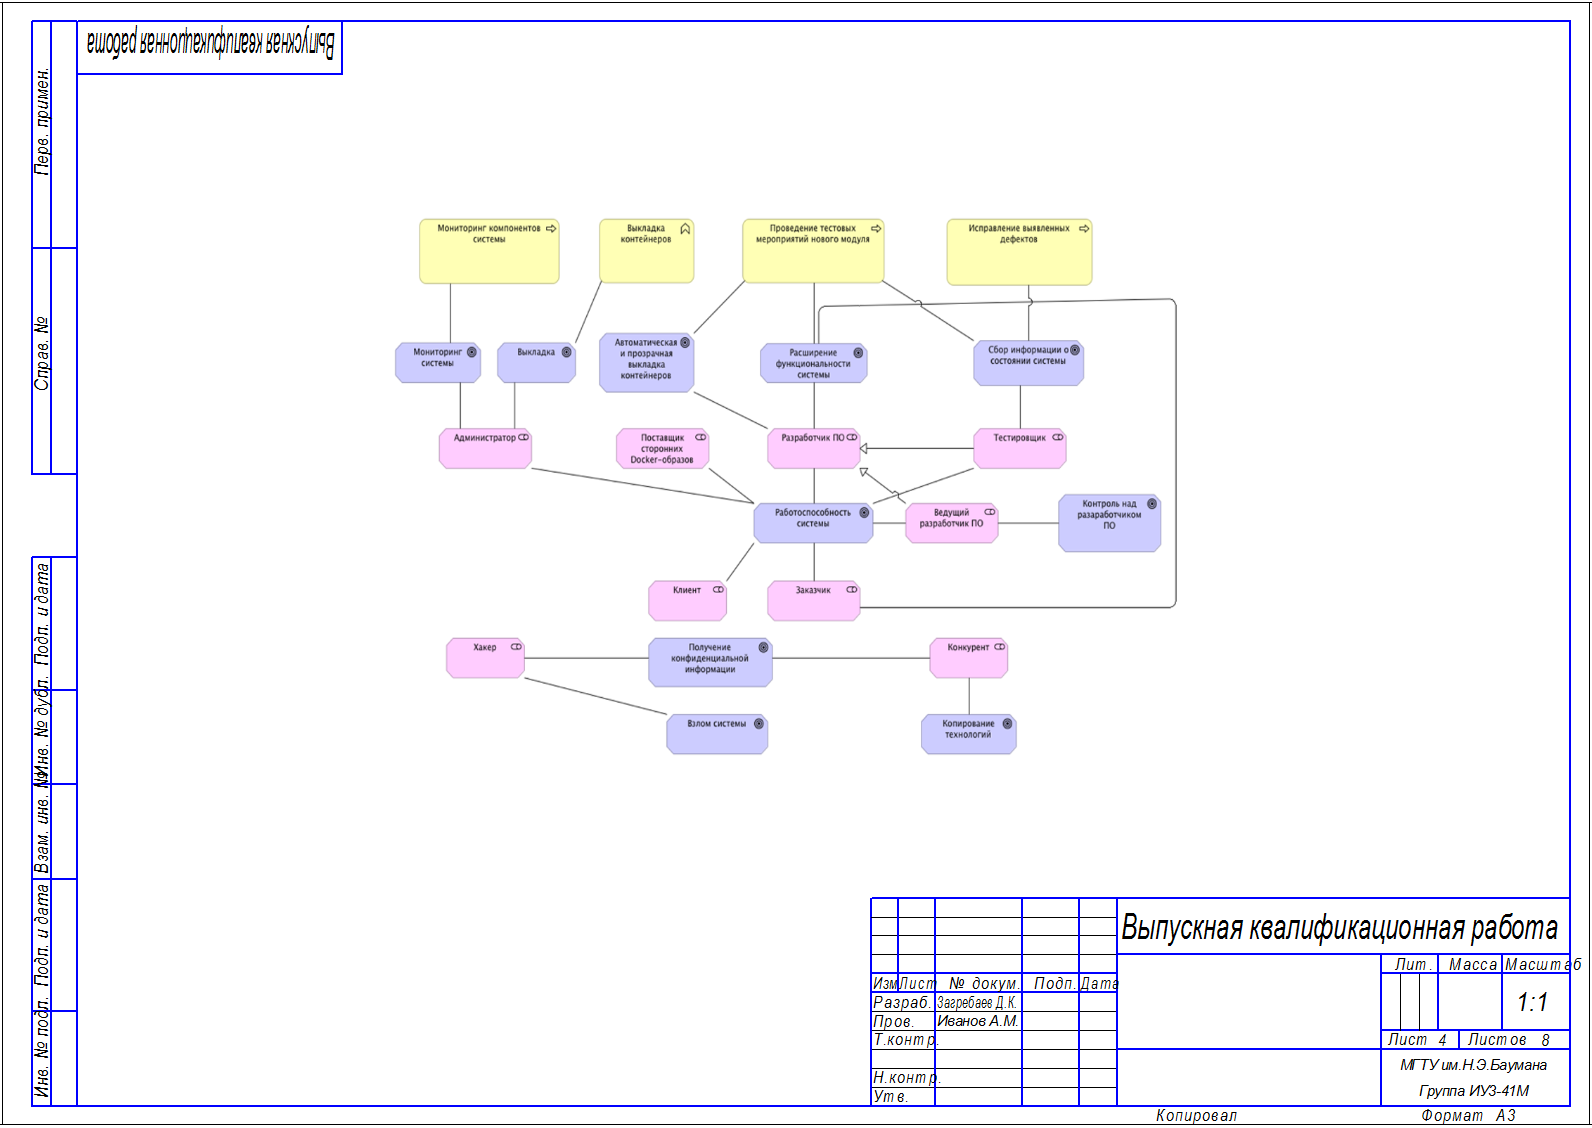 Выпускная квалификационная работа
Перв. примен.
Справ. №
Подп. и дата
Инв. № дубл.
Взам. инв. №
Подп. и дата
Инв. № подл.
Мониторинг компонентов
системы
Выкладка
контейнеров
Проведение тестовых
мероприятий нового модуля
Исправление выявленных
дефектов
Мониторинг
системы
Выкладка
Автоматическая
и прозрачная
выкладка
контейнеров
Расширение
функциональности
системы
Сбор информации о
состоянии системы
Администратор
Поставщик
сторонних
Docker-образов
Разработчик ПО
Тестировщик
Работоспособность
системы
Ведущий
разработчик ПО
Контроль над
разаработчиком
ПО
Клиент
Заказчик
Хакер
Получение
конфиденциальной
информации
Конкурент
Взлом системы
Копирование
технологий
Выпускная квалификационная работа
Лит. Масса Масштаб
Изм Лист № докум. Подп. Дата
Разраб. Загребаев Д.К.
1:1
Пров. Иванов А.М.
Т.контр.
Лист 4 Листов 8
МГТУ им.Н.Э.Баумана
Н.контр.
Группа ИУ3-41М
Утв.
Копировал Формат А3